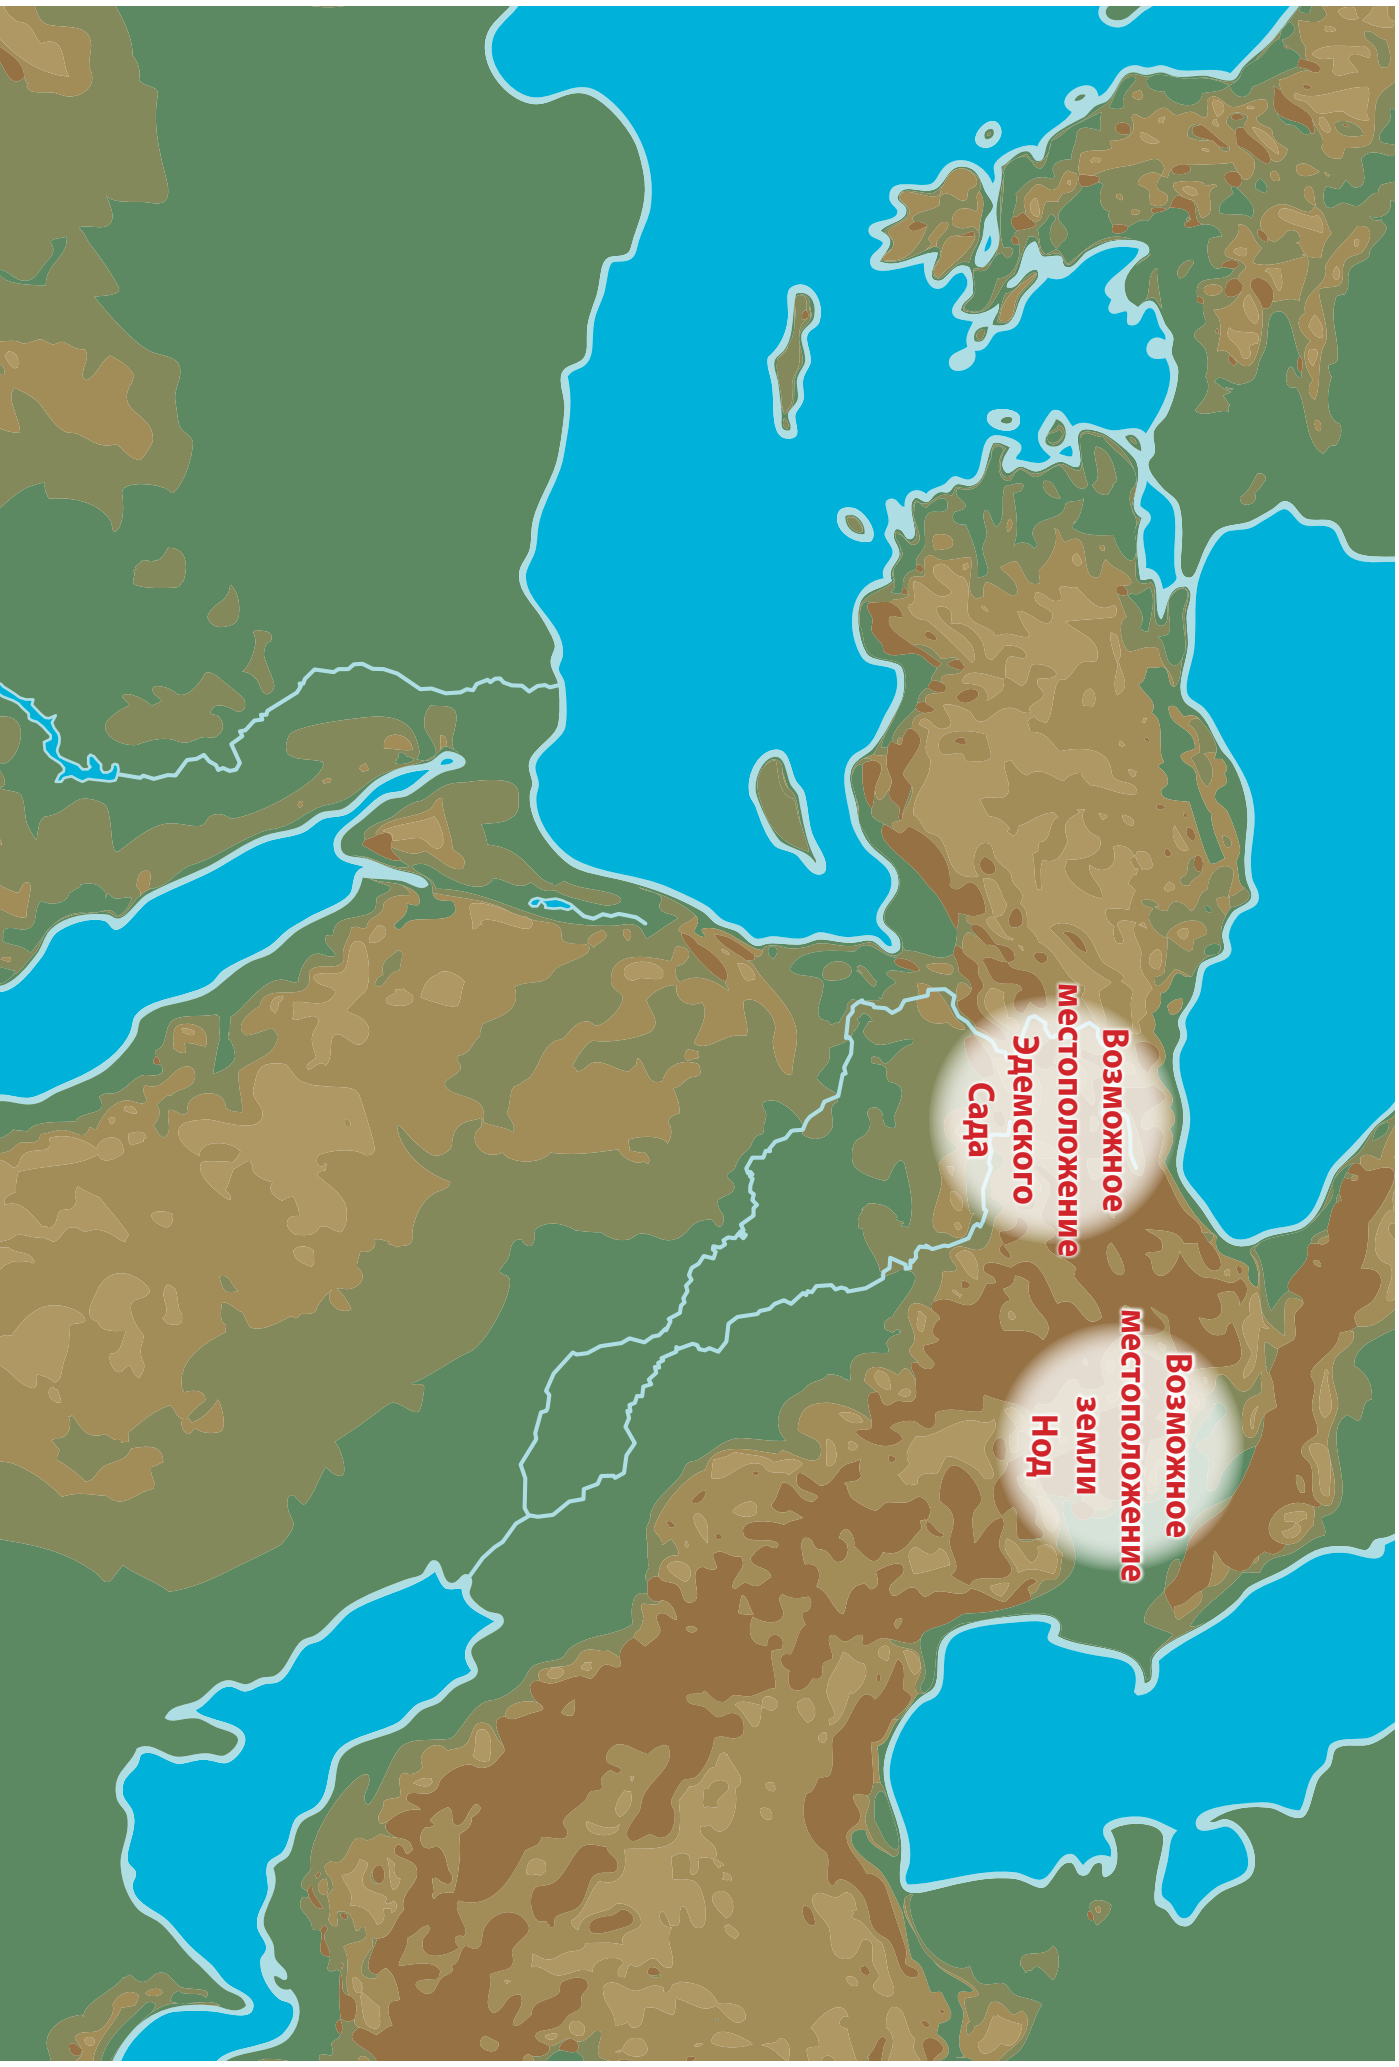 Возможное
местоположение
Эдемского
Сада
Возможное
местоположение
земли
Нод